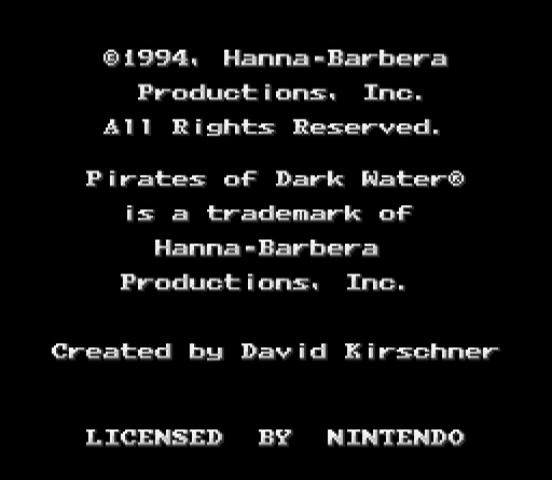 ©1994, Hanna-Barbera
Productions, Inc.
All Rights Reserved.
Pirates of Dark Water®
is a trademark of
Hanna-Barbera
Productions, Inc.
Created by David Kirschner
LICENSED BY NINTENDO